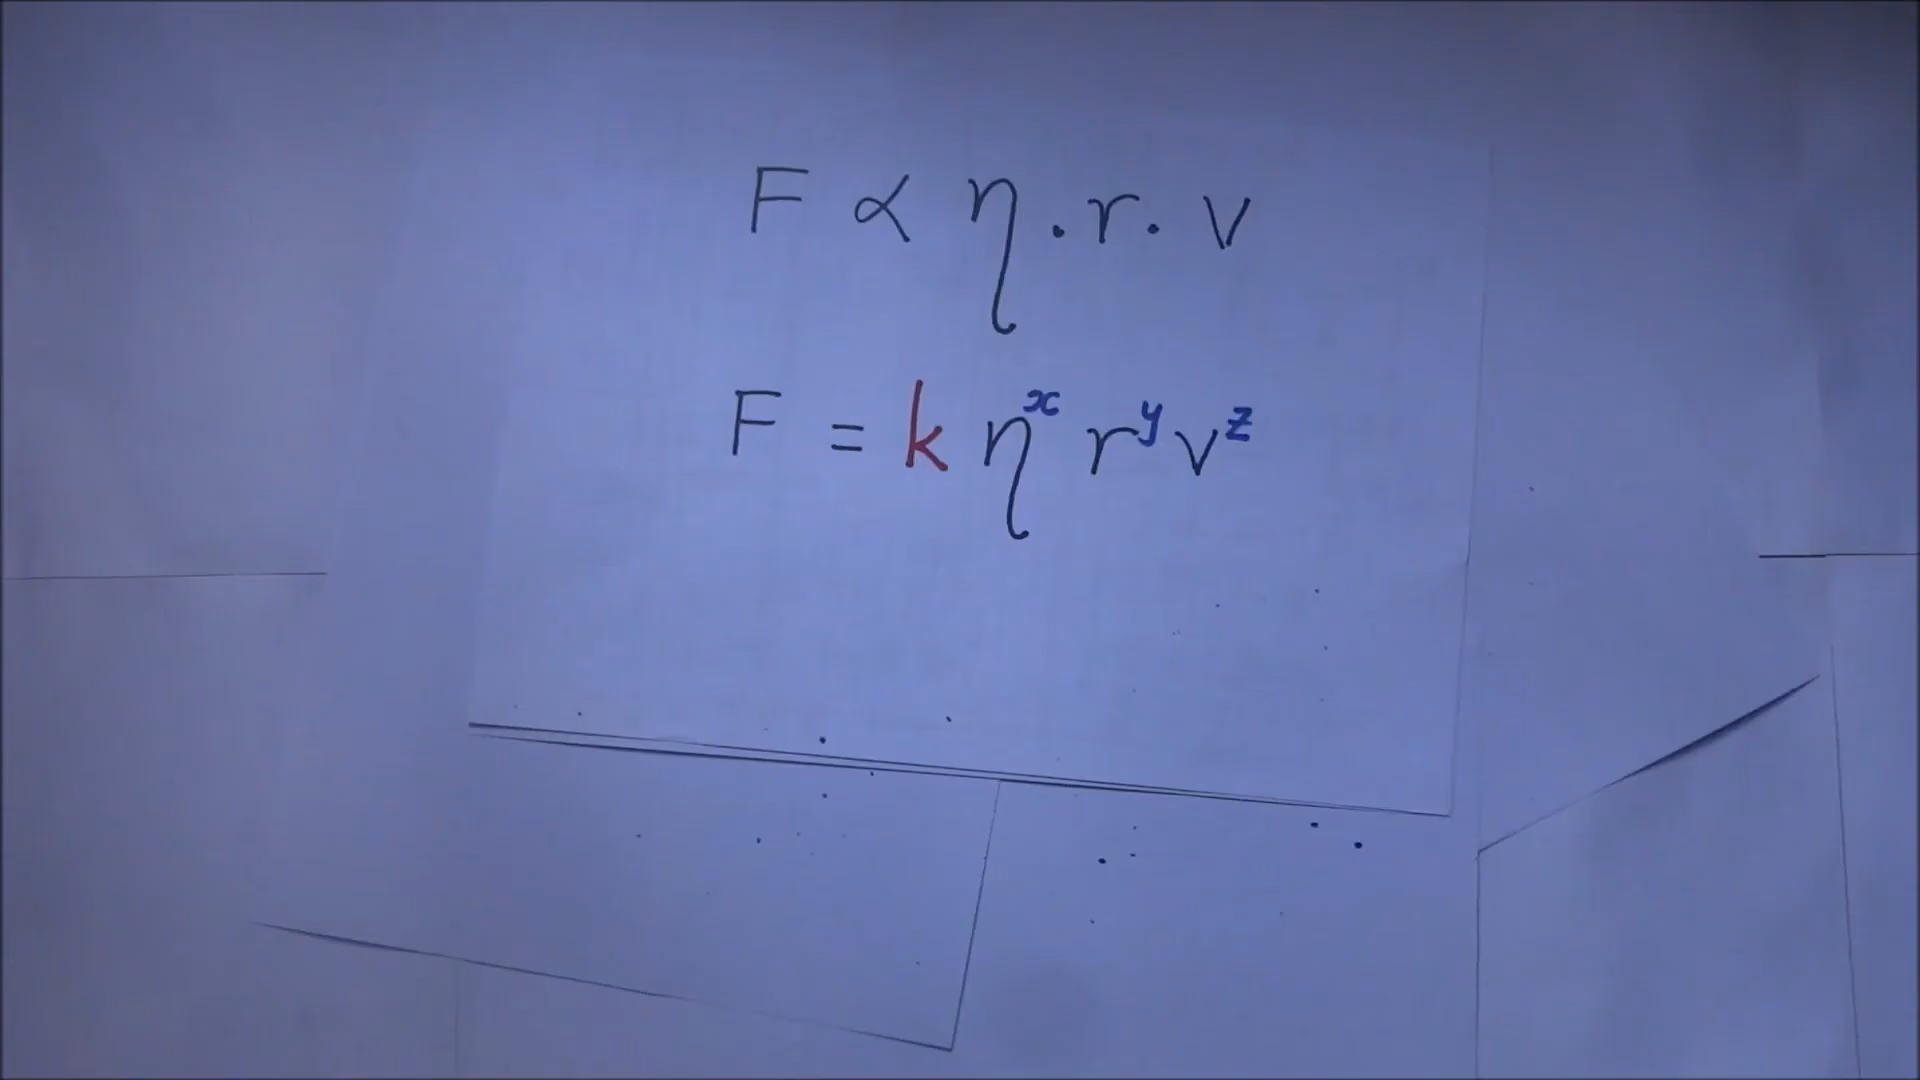 F ∝ η . r . v
F = k η^x r^y v^z